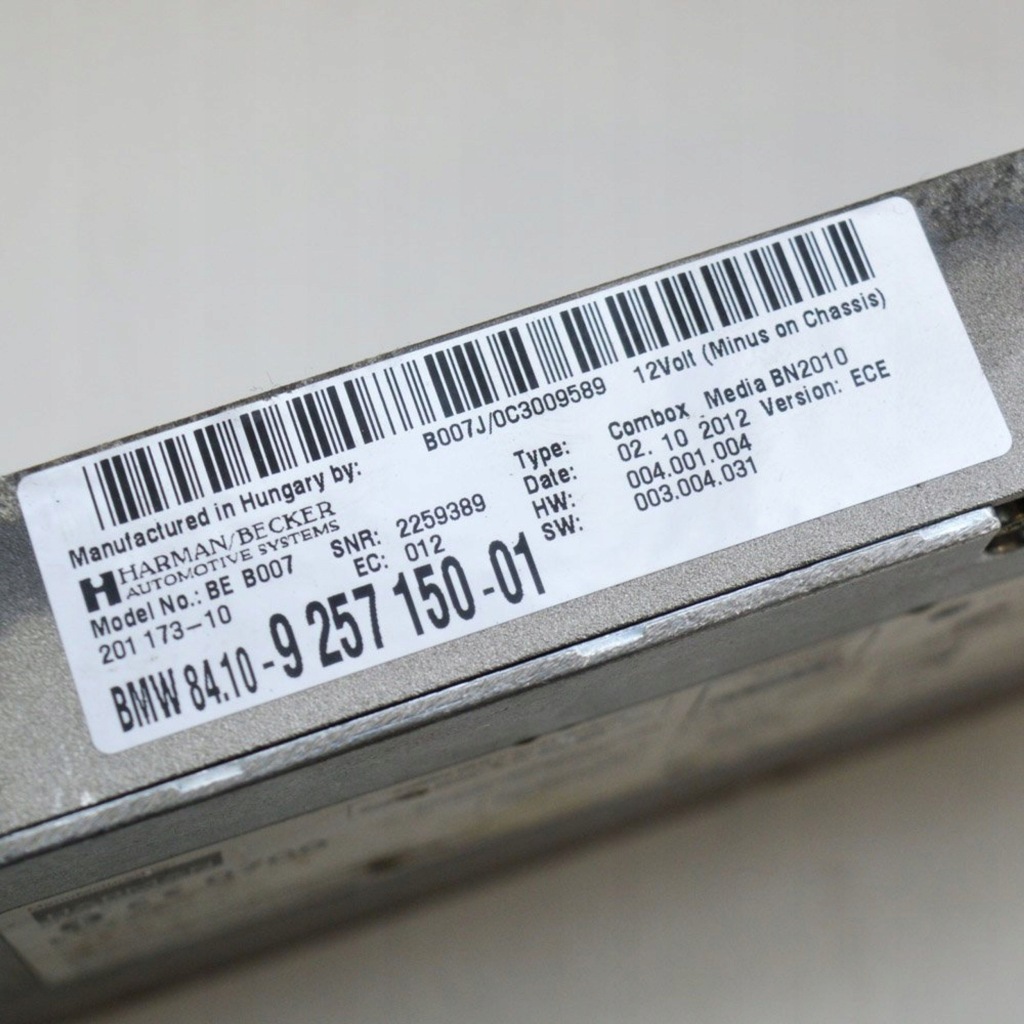 B007J/0C3009589
12Volt (Minus on Chassis)
Manufactured in Hungary by:
HARMAN/BECKER
AUTOMOTIVE SYSTEMS
Model No.: BE B007
201 173-10
SNR: 2259389
EC: 012
Type: Combox Media BN2010
Date: 02. 10 2012 Version: ECE
HW: 004.001.004
SW: 003.004.031
BMW 84.10-9 257 150-01